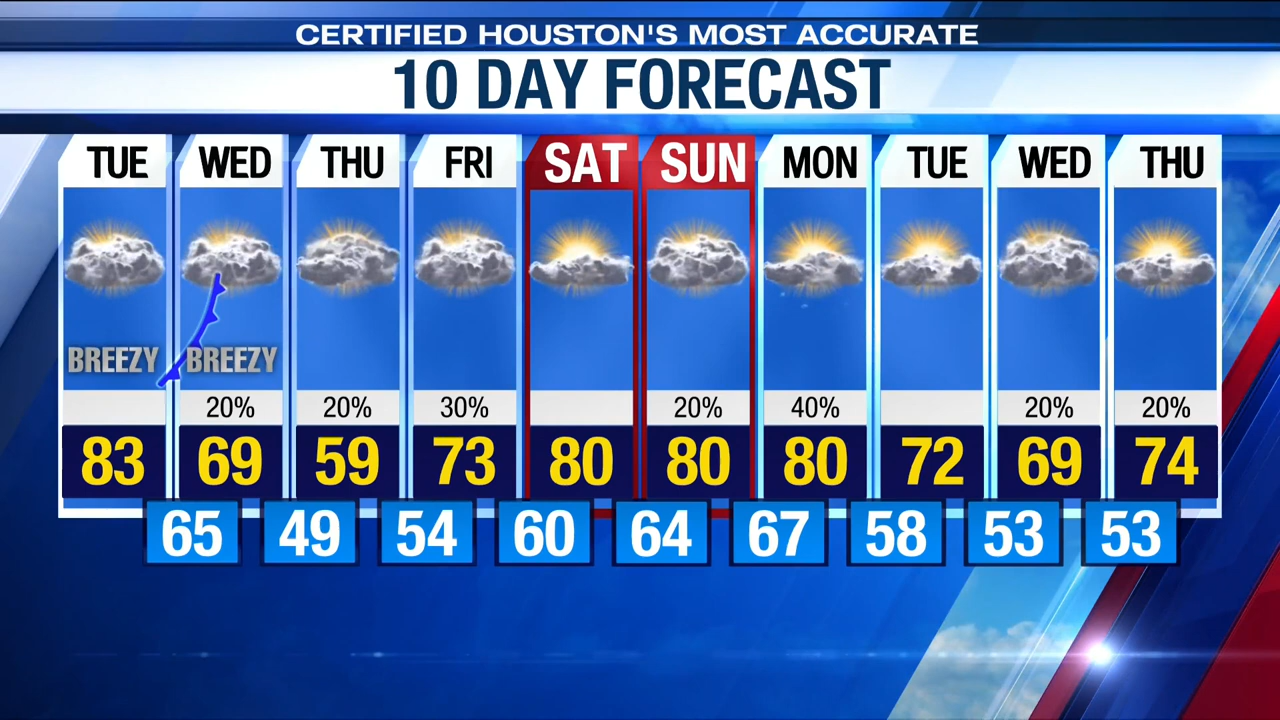 CERTIFIED HOUSTON'S MOST ACCURATE
10 DAY FORECAST
TUE WED THU FRI SAT SUN MON TUE WED THU
BREEZY BREEZY
20% 20% 30% 20% 40% 20% 20%
83 69 59 73 80 80 80 72 69 74
65 49 54 60 64 67 58 53 53